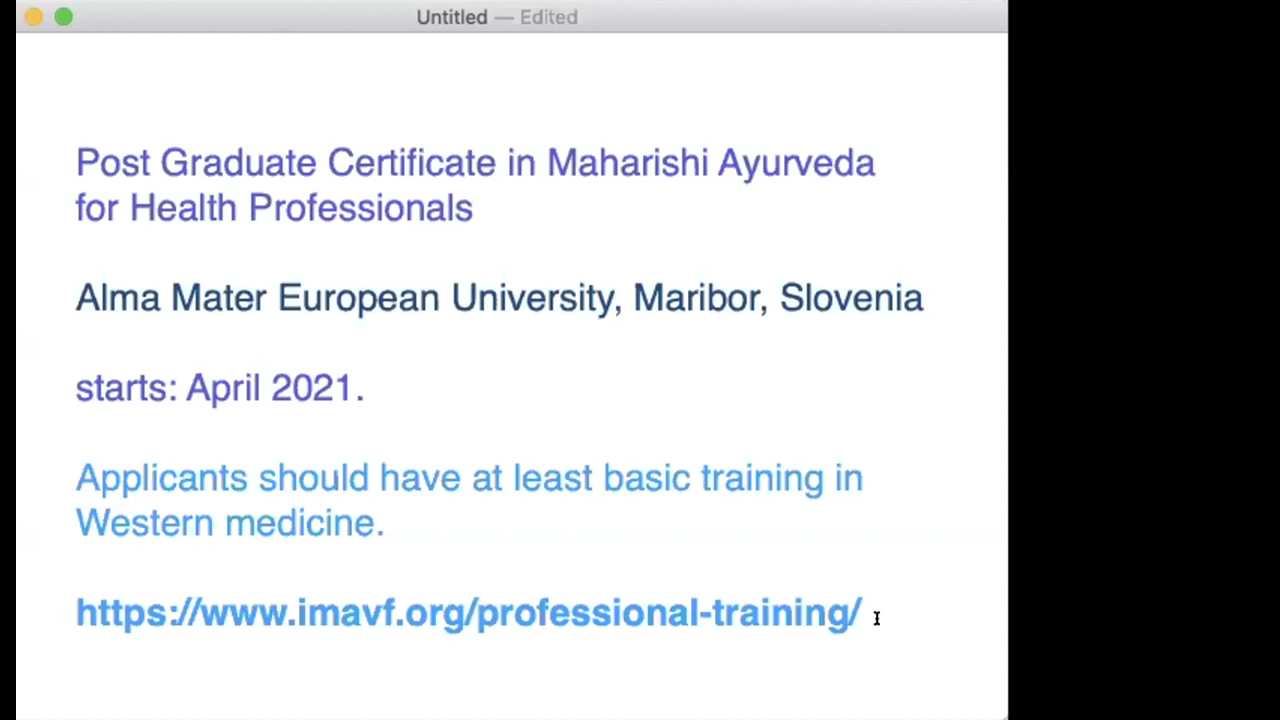 Untitled — Edited
Post Graduate Certificate in Maharishi Ayurveda
for Health Professionals
Alma Mater European University, Maribor, Slovenia
starts: April 2021.
Applicants should have at least basic training in
Western medicine.
https://www.imavf.org/professional-training/